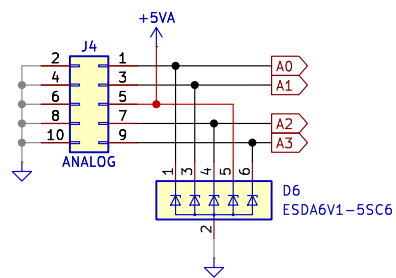 +5VA
J4
2 1 A0
4 3 A1
6 5
8 7 A2
10 9 A3
ANALOG
1 3 4 5 6
D6
ESDA6V1-5SC6
2